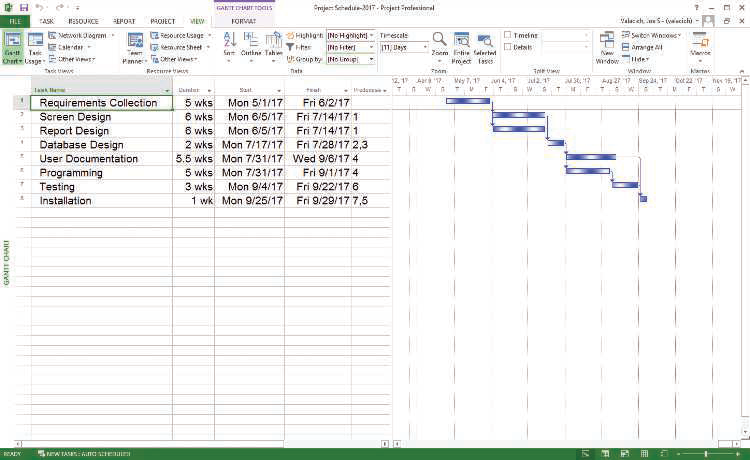 GANTT CHART TOOLS
Project Schedule-2017 - Project Professional
FILE TASK RESOURCE REPORT PROJECT VIEW FORMAT
Valacich, Joe S - (valacich)
Gantt Chart
Task Usage
Network Diagram
Calendar
Other Views
Task Views
Team Planner
Resource Usage
Resource Sheet
Other Views
Resource Views
Sort
Outline
Tables
Highlight: [No Highlight]
Filter: [No Filter]
Group by: [No Group]
Data
Timescale:
[11] Days
Zoom
Entire Project
Selected Tasks
Zoom
Timeline
Details
Split View
New Window
Switch Windows
Arrange All
Hide
Window
Macros
Macros
Task Name Duration Start Finish
12, '17 Apr 9, '17 May 7, '17 Jun 4, '17 Jul 2, '17 Jul 30, '17 Aug 27, '17 Sep 24, '17 Oct 22, '17 Nov 19, '17
1 Requirements Collection 5 wks Mon 5/1/17 Fri 6/2/17
2 Screen Design 6 wks Mon 6/5/17 Fri 7/14/17 1
3 Report Design 6 wks Mon 6/5/17 Fri 7/14/17 1
4 Database Design 2 wks Mon 7/17/17 Fri 7/28/17 2,3
5 User Documentation 5.5 wks Mon 7/31/17 Wed 9/6/17 4
6 Programming 5 wks Mon 7/31/17 Fri 9/1/17 4
7 Testing 3 wks Mon 9/4/17 Fri 9/22/17 6
8 Installation 1 wk Mon 9/25/17 Fri 9/29/17 7,5
GANTT CHART
READY NEW TASKS : AUTO SCHEDULED